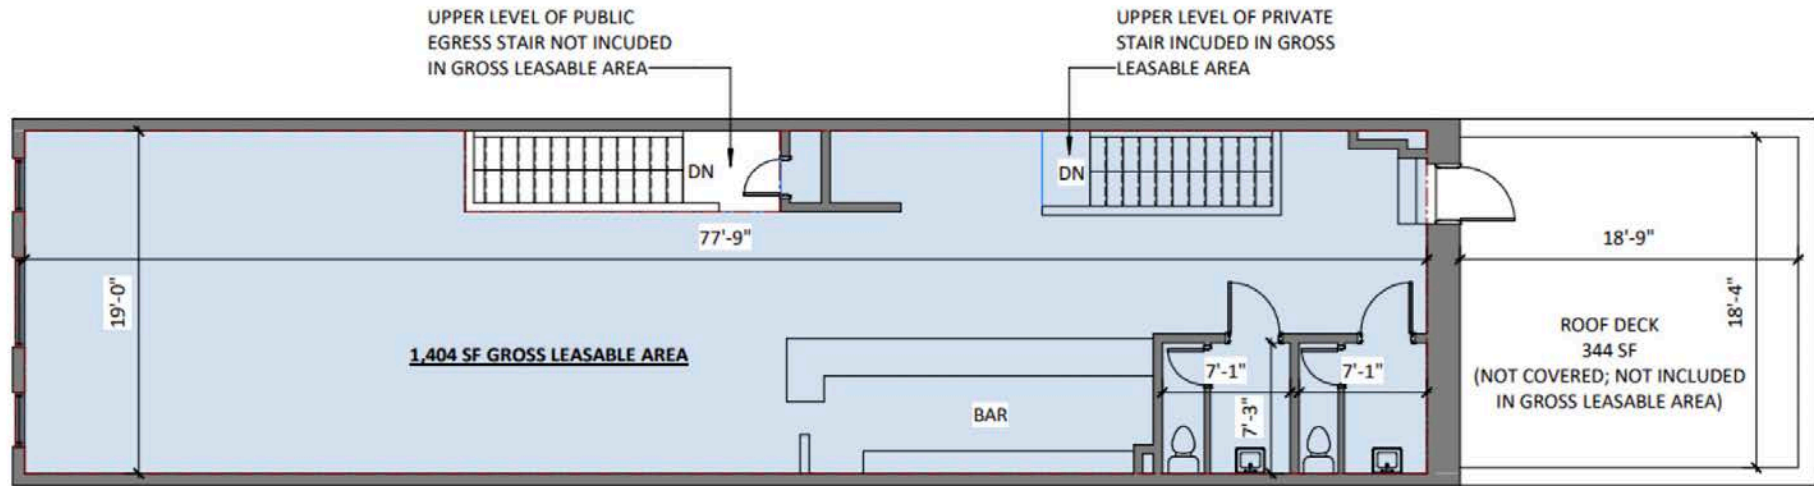 UPPER LEVEL OF PUBLIC
EGRESS STAIR NOT INCUDED
IN GROSS LEASABLE AREA
UPPER LEVEL OF PRIVATE
STAIR INCUDED IN GROSS
LEASABLE AREA
DN
DN
77'-9"
18'-9"
19'-0"
18'-4"
1,404 SF GROSS LEASABLE AREA
ROOF DECK
344 SF
(NOT COVERED; NOT INCLUDED
IN GROSS LEASABLE AREA)
7'-1"
7'-1"
7'-3"
BAR